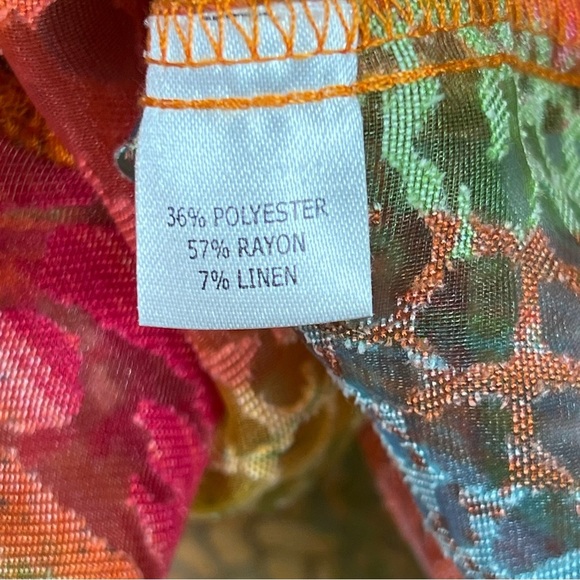 36% POLYESTER
57% RAYON
7% LINEN